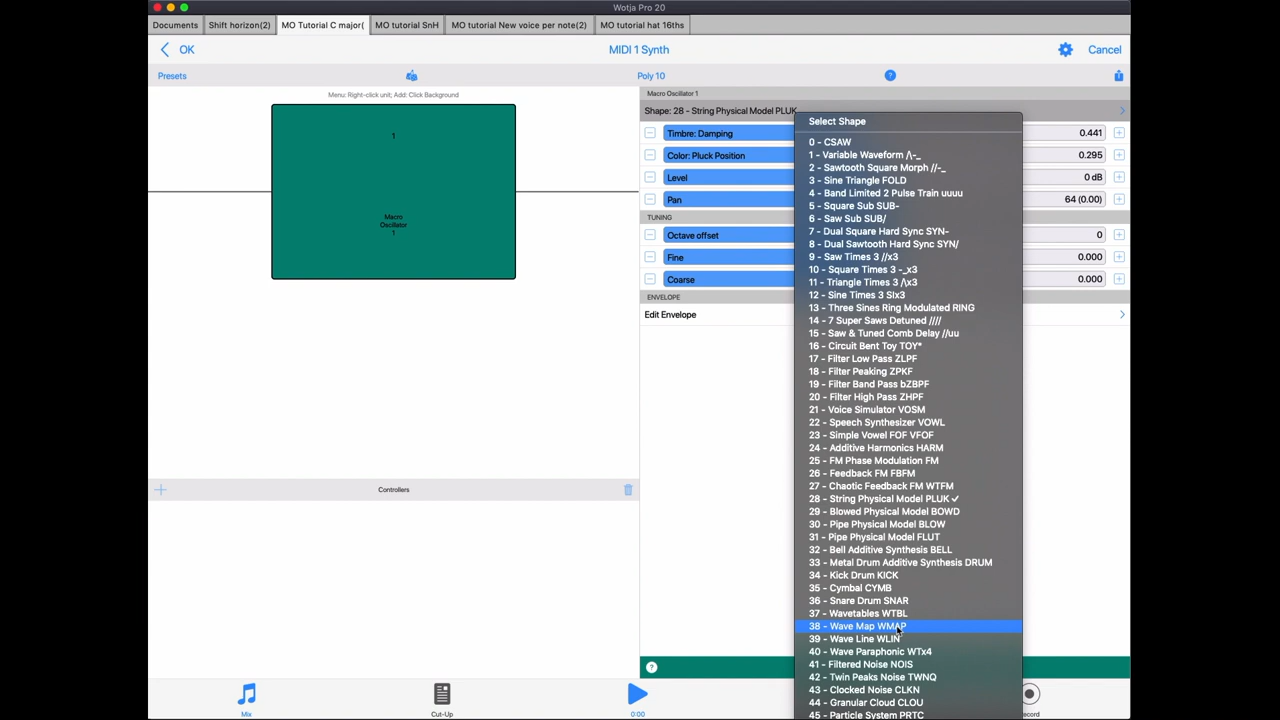 Wotja Pro 20
Documents
Shift horizon(2)
MO Tutorial C major(
MO tutorial SnH
MO tutorial New voice per note(2)
MO tutorial hat 16ths
OK
MIDI 1 Synth
Cancel
Presets
Poly 10
?
Menu: Right-click unit; Add: Click Background
1
Macro
Oscillator
1
Controllers
Macro Oscillator 1
Shape: 28 - String Physical Model PLUK
Timbre: Damping
0.441
Color: Pluck Position
0.295
Level
0 dB
Pan
64 (0.00)
TUNING
Octave offset
0
Fine
0.000
Coarse
0.000
ENVELOPE
Edit Envelope
Select Shape
0 - CSAW
1 - Variable Waveform /\-_
2 - Sawtooth Square Morph //-_
3 - Sine Triangle FOLD
4 - Band Limited 2 Pulse Train uuuu
5 - Square Sub SUB-
6 - Saw Sub SUB/
7 - Dual Square Hard Sync SYN-
8 - Dual Sawtooth Hard Sync SYN/
9 - Saw Times 3 //x3
10 - Square Times 3 -_x3
11 - Triangle Times 3 /\x3
12 - Sine Times 3 SIx3
13 - Three Sines Ring Modulated RING
14 - 7 Super Saws Detuned ////
15 - Saw & Tuned Comb Delay //uu
16 - Circuit Bent Toy TOY*
17 - Filter Low Pass ZLPF
18 - Filter Peaking ZPKF
19 - Filter Band Pass bZBPF
20 - Filter High Pass ZHPF
21 - Voice Simulator VOSM
22 - Speech Synthesizer VOWL
23 - Simple Vowel FOF VFOF
24 - Additive Harmonics HARM
25 - FM Phase Modulation FM
26 - Feedback FM FBFM
27 - Chaotic Feedback FM WTFM
28 - String Physical Model PLUK ✓
29 - Blowed Physical Model BOWD
30 - Pipe Physical Model BLOW
31 - Pipe Physical Model FLUT
32 - Bell Additive Synthesis BELL
33 - Metal Drum Additive Synthesis DRUM
34 - Kick Drum KICK
35 - Cymbal CYMB
36 - Snare Drum SNAR
37 - Wavetables WTBL
38 - Wave Map WMAP
39 - Wave Line WLIN
40 - Wave Paraphonic WTx4
41 - Filtered Noise NOIS
42 - Twin Peaks Noise TWNQ
43 - Clocked Noise CLKN
44 - Granular Cloud CLOU
45 - Particle System PRTC
?
Mix
Cut-Up
0:00
ecord